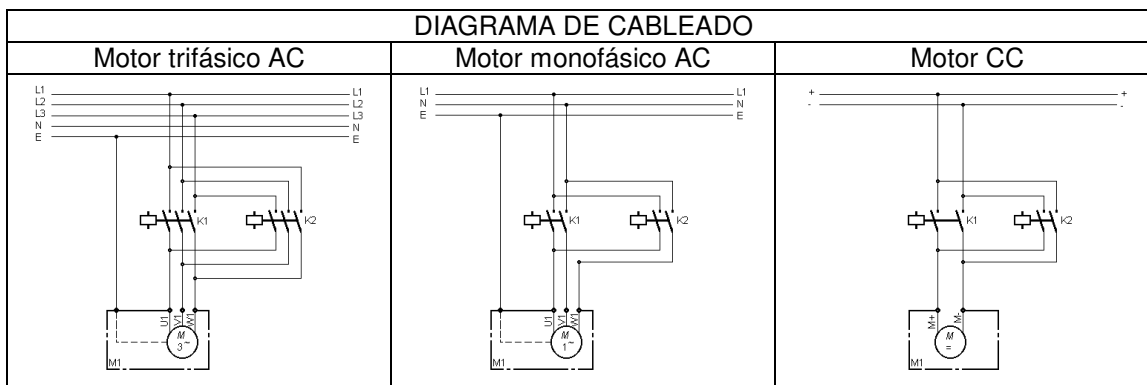 DIAGRAMA DE CABLEADO
Motor trifásico AC Motor monofásico AC Motor CC
L1 L1
L2 L2
L3 L3
N N
E E
K1 K2
U1 V1 W1
M
3~
M1
L1 L1
N N
E E
K1 K2
U1 V1 W1
M
1~
M1
+ +
- -
K1 K2
M+ M-
M
=
M1